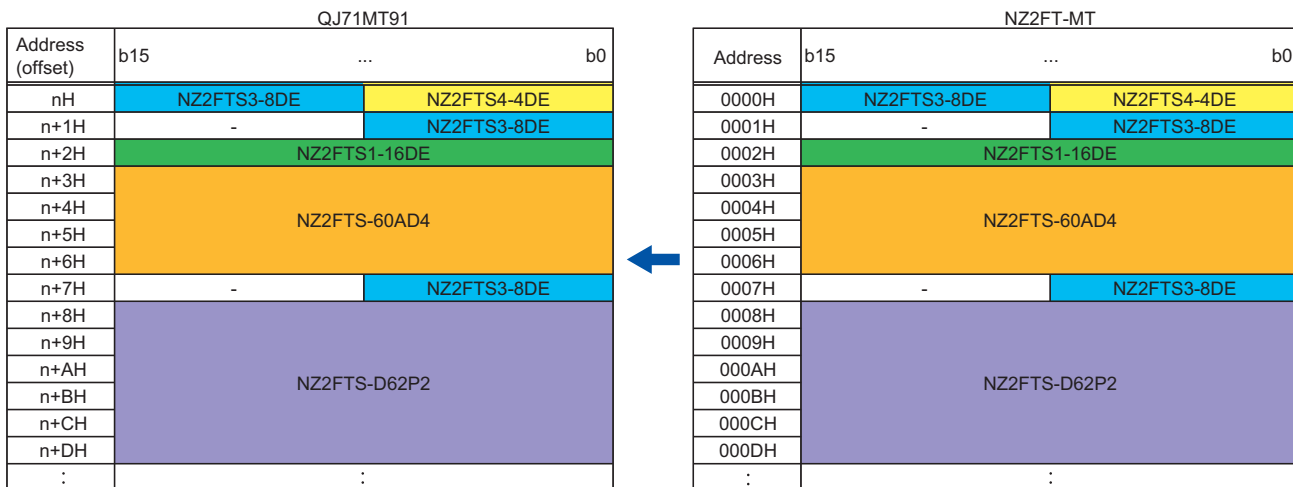 QJ71MT91 NZ2FT-MT
Address (offset) b15 ... b0 Address b15 ... b0
nH NZ2FTS3-8DE NZ2FTS4-4DE 0000H NZ2FTS3-8DE NZ2FTS4-4DE
n+1H - NZ2FTS3-8DE 0001H - NZ2FTS3-8DE
n+2H NZ2FTS1-16DE 0002H NZ2FTS1-16DE
n+3H 0003H
n+4H 0004H
NZ2FTS-60AD4 NZ2FTS-60AD4
n+5H 0005H
n+6H 0006H
n+7H - NZ2FTS3-8DE 0007H - NZ2FTS3-8DE
n+8H 0008H
n+9H 0009H
n+AH 000AH
NZ2FTS-D62P2 NZ2FTS-D62P2
n+BH 000BH
n+CH 000CH
n+DH 000DH
: : : :